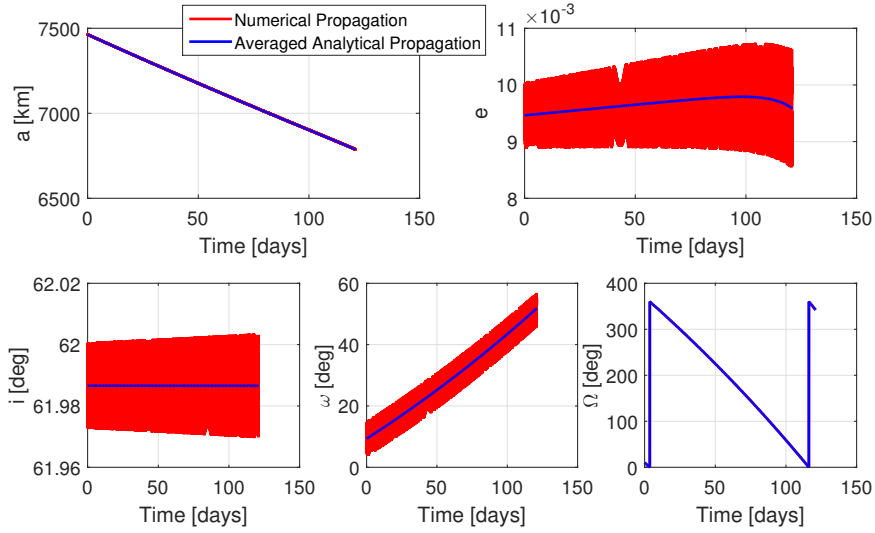 Numerical Propagation
Averaged Analytical Propagation
7500
7000
6500
a [km]
0 50 100 150
Time [days]
×10⁻³
11
10
9
8
e
0 50 100 150
Time [days]
62.02
62
61.98
61.96
i [deg]
0 50 100 150
Time [days]
60
40
20
0
ω [deg]
0 50 100 150
Time [days]
400
300
200
100
0
Ω [deg]
0 50 100 150
Time [days]